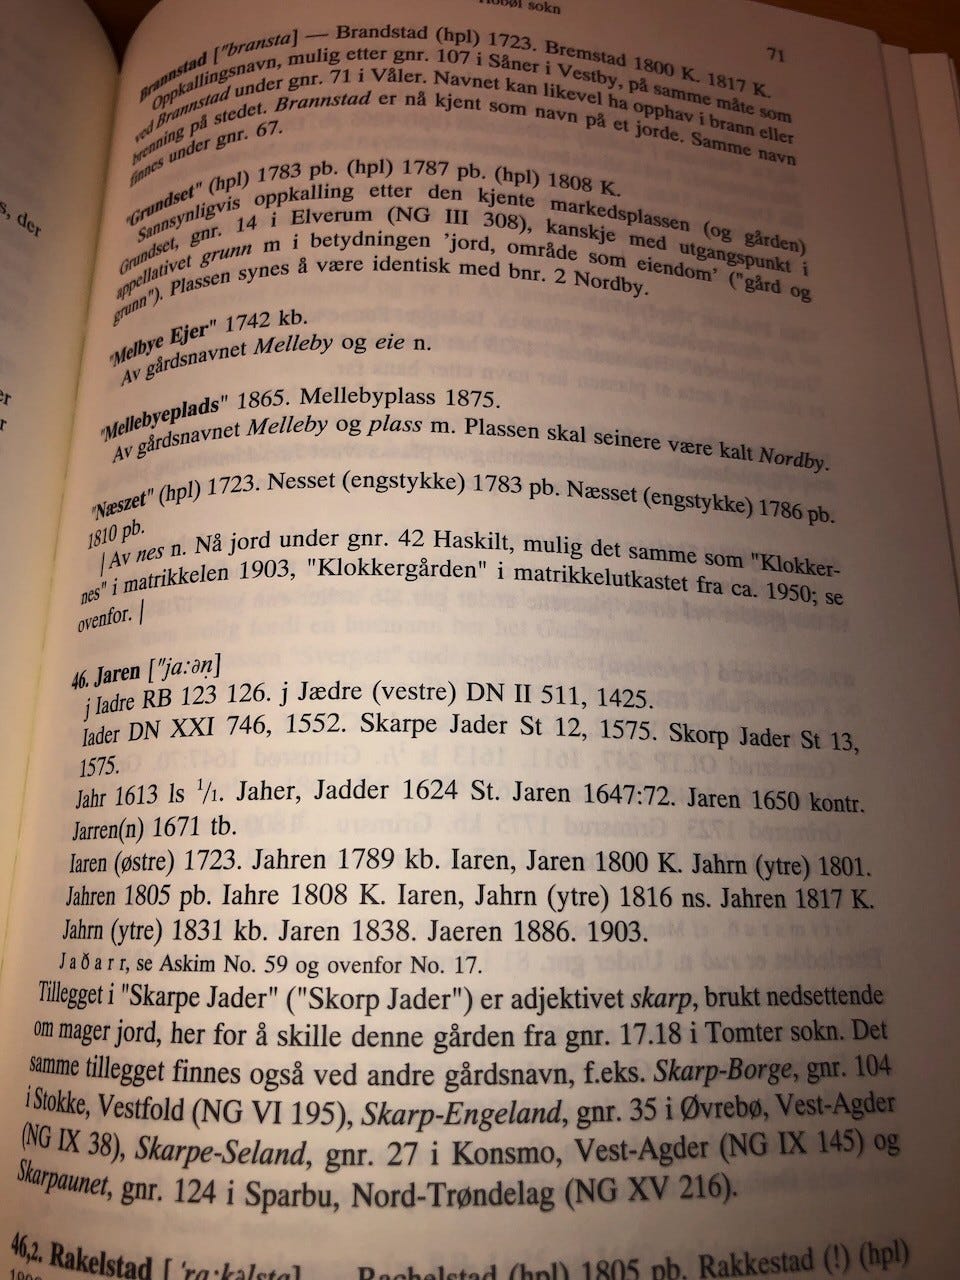 Hobøl sokn
71
Brannstad ["bransta] — Brandstad (hpl) 1723. Bremstad 1800 K. 1817 K.
Oppkallingsnavn, mulig etter gnr. 107 i Såner i Vestby, på samme måte som
ved Brannstad under gnr. 71 i Våler. Navnet kan likevel ha opphav i brann eller
brenning på stedet. Brannstad er nå kjent som navn på et jorde. Samme navn
finnes under gnr. 67.
"Grundset" (hpl) 1783 pb. (hpl) 1787 pb. (hpl) 1808 K.
Sannsynligvis oppkalling etter den kjente markedsplassen (og gården)
Grundset, gnr. 14 i Elverum (NG III 308), kanskje med utgangspunkt i
appellativet grunn m i betydningen 'jord, område som eiendom' ("gård og
grunn"). Plassen synes å være identisk med bnr. 2 Nordby.
"Melbye Ejer" 1742 kb.
Av gårdsnavnet Melleby og eie n.
"Mellebyeplads" 1865. Mellebyplass 1875.
Av gårdsnavnet Melleby og plass m. Plassen skal seinere være kalt Nordby.
"Næszet" (hpl) 1723. Nesset (engstykke) 1783 pb. Næsset (engstykke) 1786 pb.
1810 pb.
| Av nes n. Nå jord under gnr. 42 Haskilt, mulig det samme som "Klokker-
nes" i matrikkelen 1903, "Klokkergården" i matrikkelutkastet fra ca. 1950; se
ovenfor. |
46. Jaren ["ja:əṇ]
j Iadre RB 123 126. j Jædre (vestre) DN II 511, 1425.
Iader DN XXI 746, 1552. Skarpe Jader St 12, 1575. Skorp Jader St 13,
1575.
Jahr 1613 ls 1/1. Jaher, Jadder 1624 St. Jaren 1647:72. Jaren 1650 kontr.
Jarren(n) 1671 tb.
Iaren (østre) 1723. Jahren 1789 kb. Iaren, Jaren 1800 K. Jahrn (ytre) 1801.
Jahren 1805 pb. Iahre 1808 K. Iaren, Jahrn (ytre) 1816 ns. Jahren 1817 K.
Jahrn (ytre) 1831 kb. Jaren 1838. Jaeren 1886. 1903.
Jaðarr, se Askim No. 59 og ovenfor No. 17.
Tillegget i "Skarpe Jader" ("Skorp Jader") er adjektivet skarp, brukt nedsettende
om mager jord, her for å skille denne gården fra gnr. 17.18 i Tomter sokn. Det
samme tillegget finnes også ved andre gårdsnavn, f.eks. Skarp-Borge, gnr. 104
i Stokke, Vestfold (NG VI 195), Skarp-Engeland, gnr. 35 i Øvrebø, Vest-Agder
(NG IX 38), Skarpe-Seland, gnr. 27 i Konsmo, Vest-Agder (NG IX 145) og
Skarpaunet, gnr. 124 i Sparbu, Nord-Trøndelag (NG XV 216).
46,2. Rakelstad ['ra:kəlsta] — Rachelstad (hpl) 1805 pb. Rakkestad (!) (hpl)